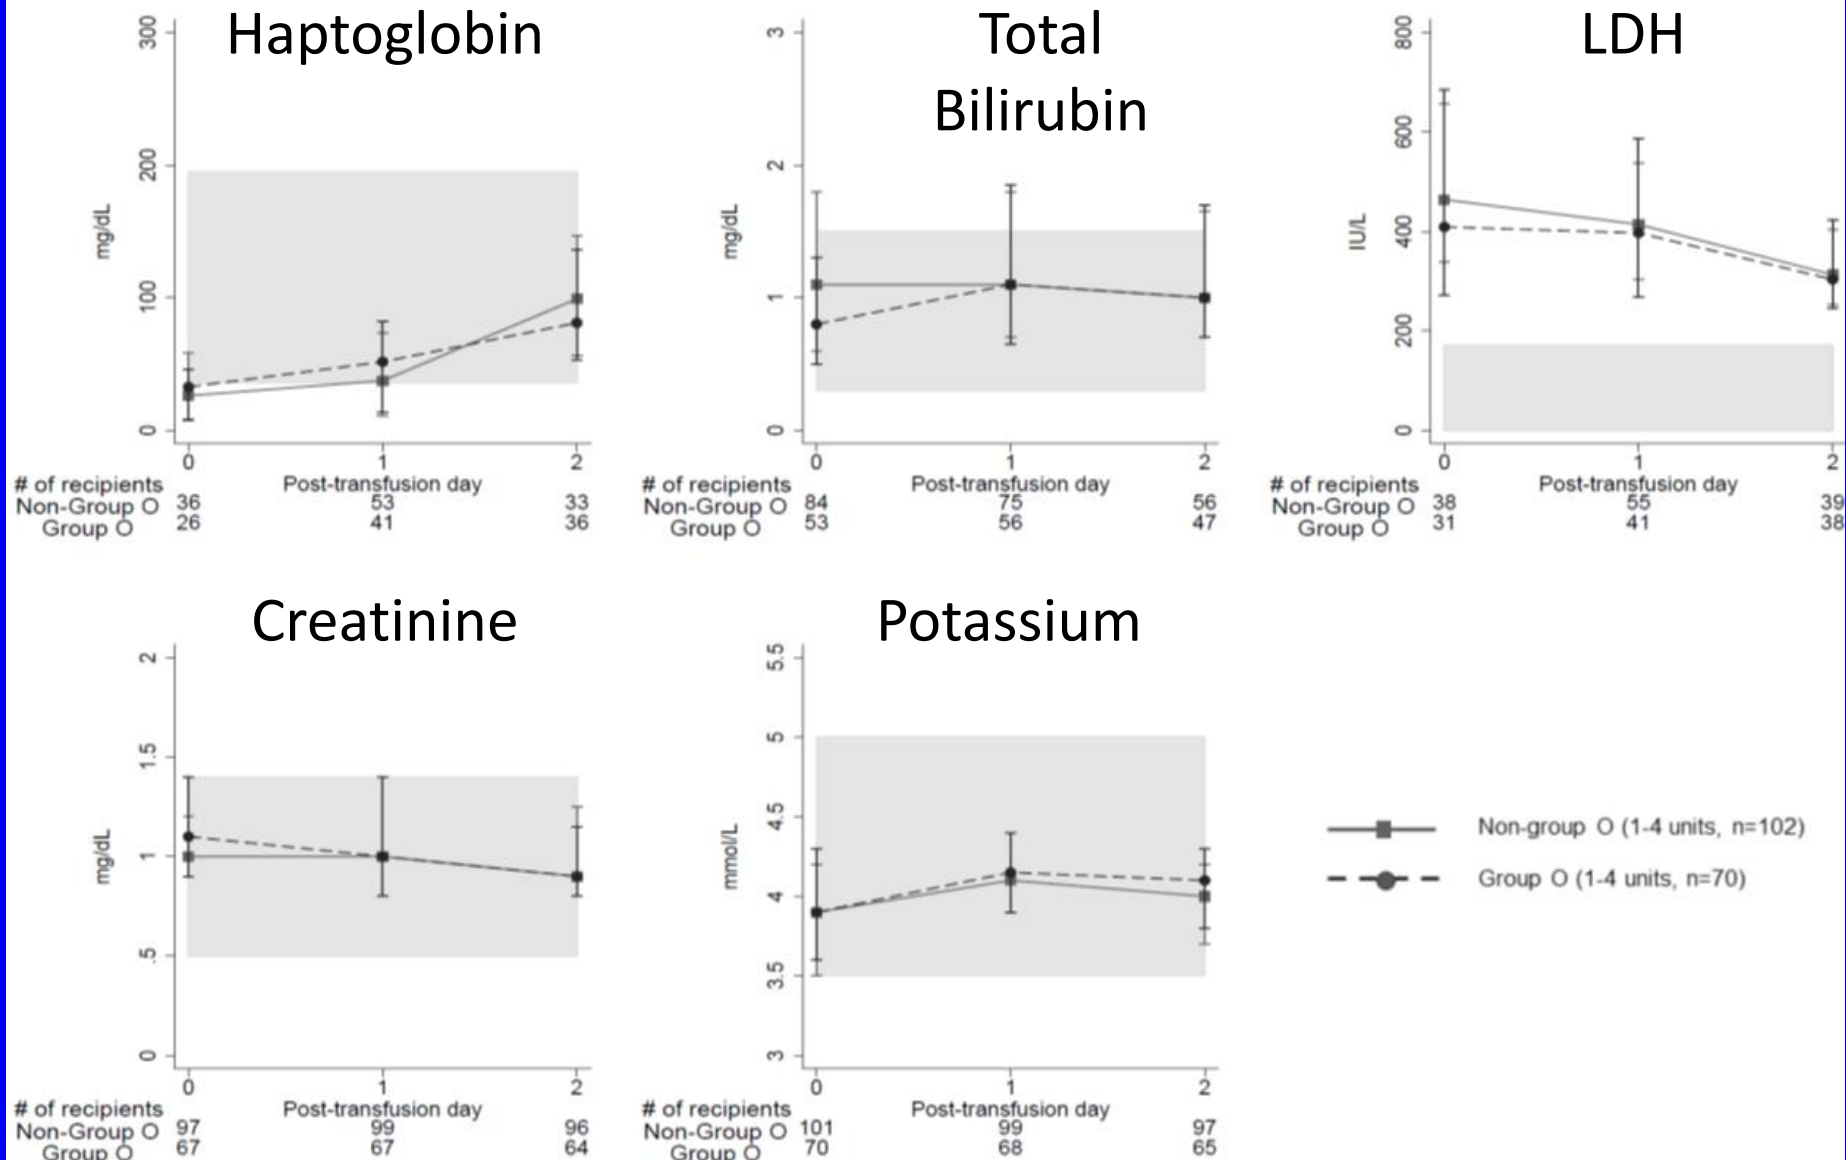 Haptoglobin
300
200
100
0
mg/dL
0 1 2
Post-transfusion day
# of recipients
Non-Group O 36 53 33
Group O 26 41 36
Total
Bilirubin
3
2
1
0
mg/dL
0 1 2
Post-transfusion day
# of recipients
Non-Group O 84 75 56
Group O 53 56 47
LDH
800
600
400
200
0
IU/L
0 1 2
Post-transfusion day
# of recipients
Non-Group O 38 55 39
Group O 31 41 38
Creatinine
2
1.5
1
.5
0
mg/dL
0 1 2
Post-transfusion day
# of recipients
Non-Group O 97 99 96
Group O 67 67 64
Potassium
5.5
5
4.5
4
3.5
3
mmol/L
0 1 2
Post-transfusion day
# of recipients
Non-Group O 101 99 97
Group O 70 68 65
Non-group O (1-4 units, n=102)
Group O (1-4 units, n=70)